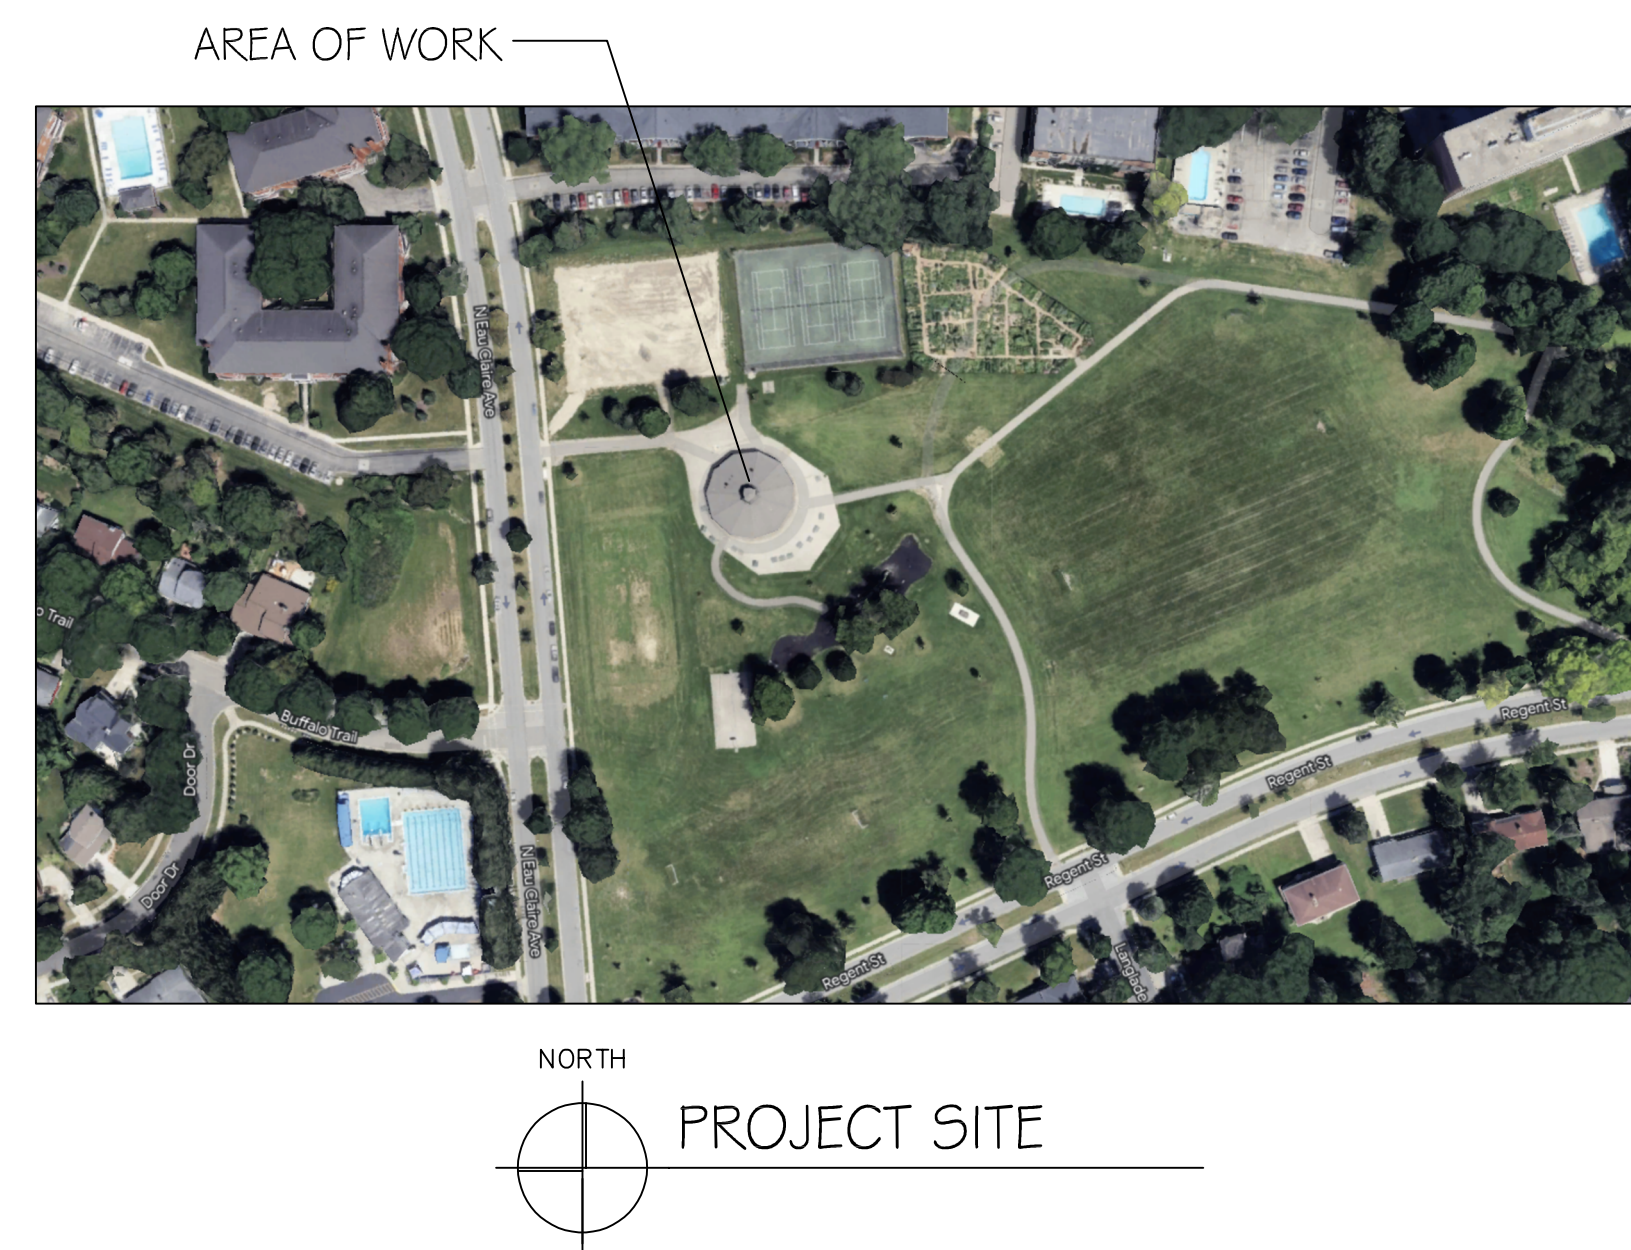 AREA OF WORK
N Eau Claire Ave
o Trail
Buffalo Trail
Door Dr
Door Dr
N Eau Claire Ave
Regent St
Regent St
Regent St
Regent St
Langlade
NORTH
PROJECT SITE